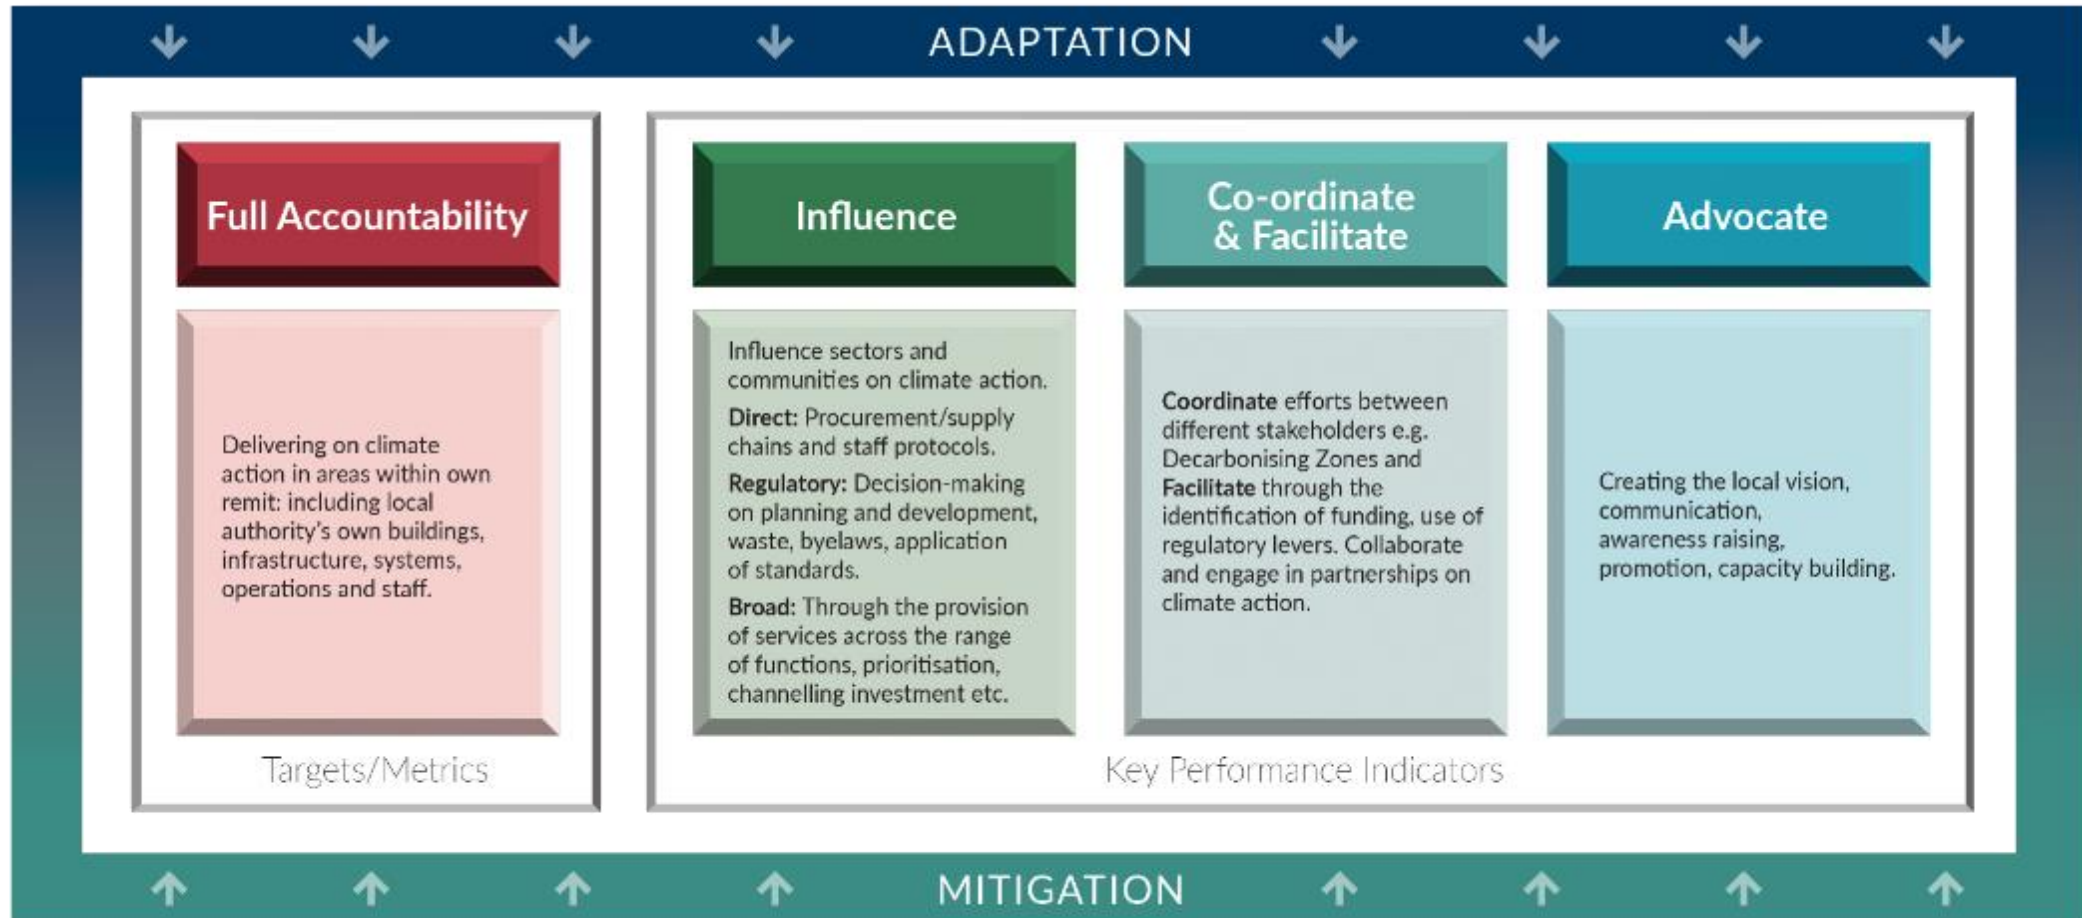 ADAPTATION
Full Accountability
Delivering on climate
action in areas within own
remit: including local
authority's own buildings,
infrastructure, systems,
operations and staff.
Targets/Metrics
Influence
Influence sectors and
communities on climate action.
Direct: Procurement/supply
chains and staff protocols.
Regulatory: Decision-making
on planning and development,
waste, byelaws, application
of standards.
Broad: Through the provision
of services across the range
of functions, prioritisation,
channelling investment etc.
Co-ordinate
& Facilitate
Coordinate efforts between
different stakeholders e.g.
Decarbonising Zones and
Facilitate through the
identification of funding, use of
regulatory levers. Collaborate
and engage in partnerships on
climate action.
Advocate
Creating the local vision,
communication,
awareness raising,
promotion, capacity building.
Key Performance Indicators
MITIGATION